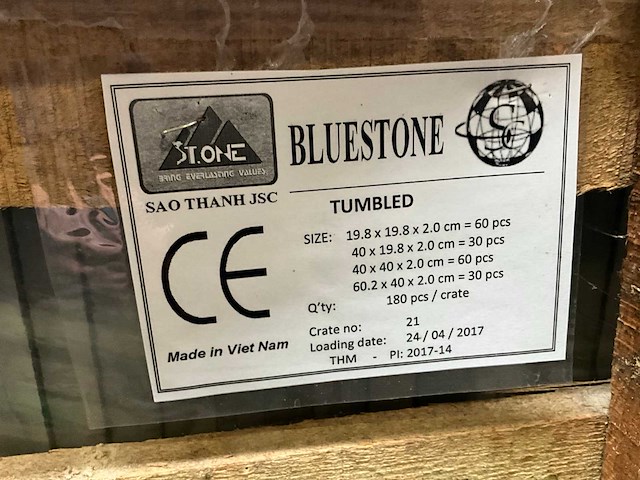 ST.ONE
BRING EVERLASTING VALUES
SAO THANH JSC
BLUESTONE
SC
TUMBLED
SIZE: 19.8 x 19.8 x 2.0 cm = 60 pcs
40 x 19.8 x 2.0 cm = 30 pcs
40 x 40 x 2.0 cm = 60 pcs
60.2 x 40 x 2.0 cm = 30 pcs
Q'ty: 180 pcs / crate
Crate no: 21
Loading date: 24 / 04 / 2017
THM - PI: 2017-14
CE
Made in Viet Nam